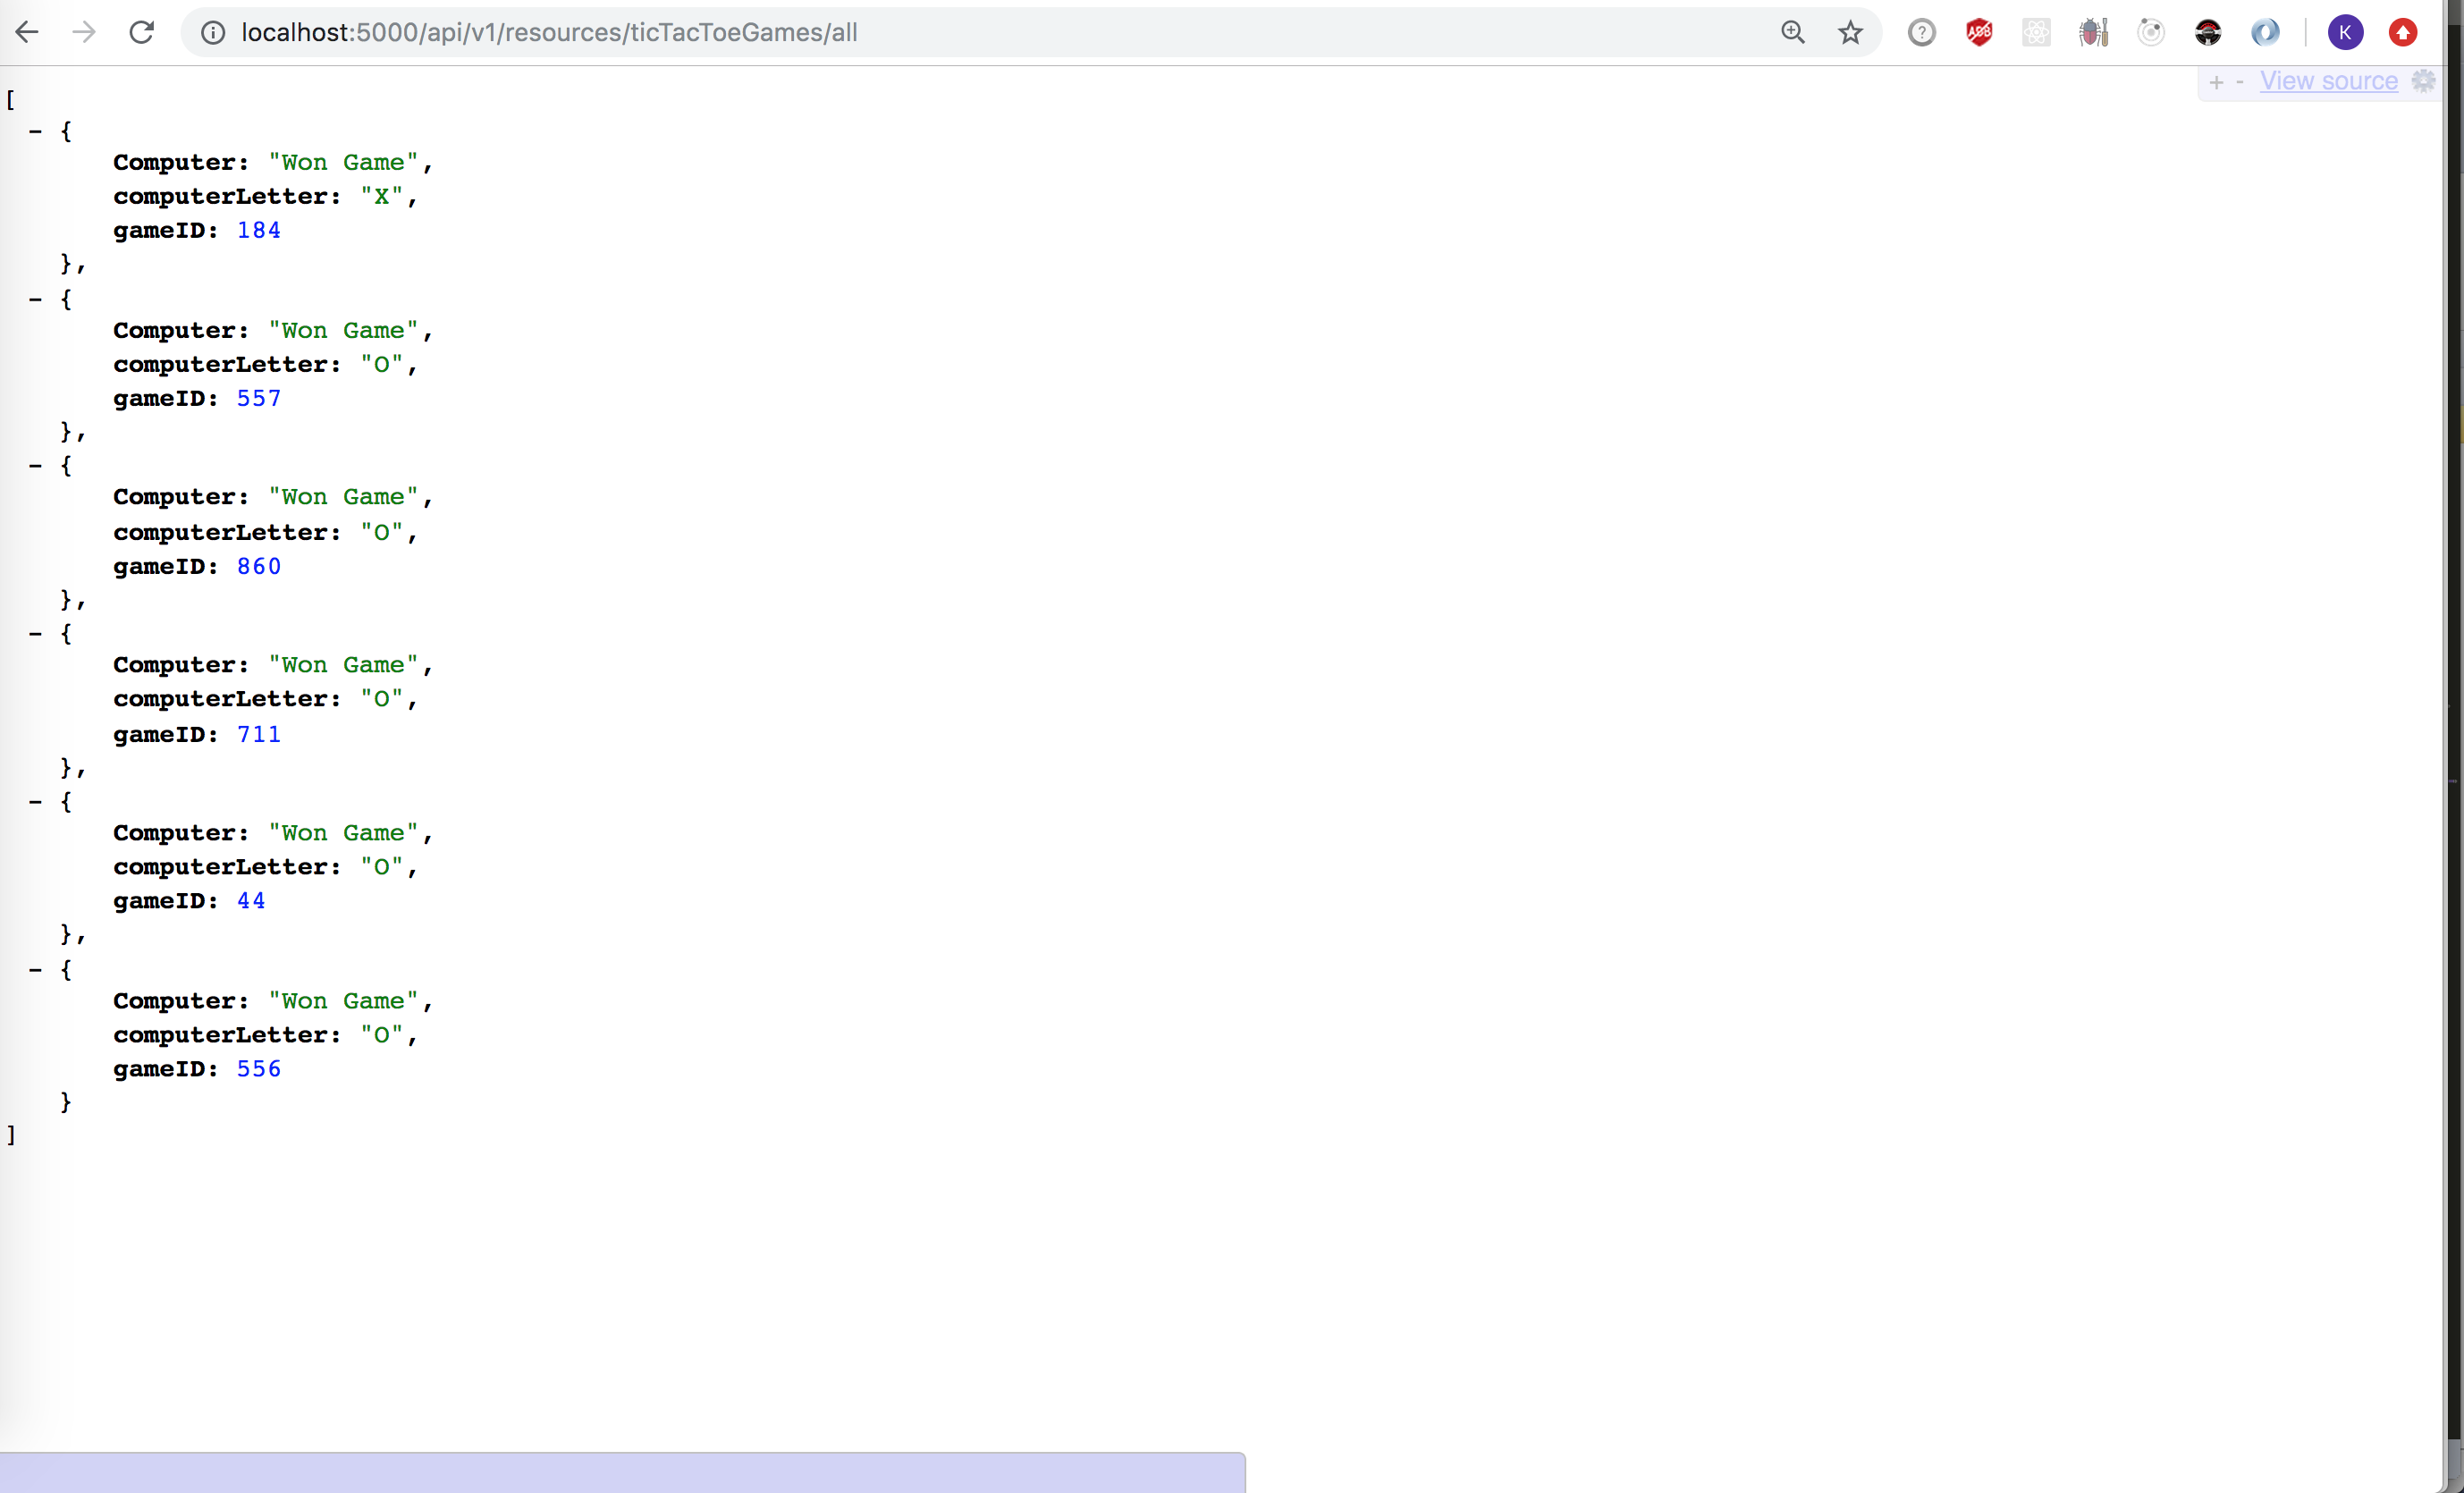 localhost:5000/api/v1/resources/ticTacToeGames/all
ABP
K
+ - View source
[
- {
Computer: "Won Game",
computerLetter: "X",
gameID: 184
},
- {
Computer: "Won Game",
computerLetter: "O",
gameID: 557
},
- {
Computer: "Won Game",
computerLetter: "O",
gameID: 860
},
- {
Computer: "Won Game",
computerLetter: "O",
gameID: 711
},
- {
Computer: "Won Game",
computerLetter: "O",
gameID: 44
},
- {
Computer: "Won Game",
computerLetter: "O",
gameID: 556
}
]